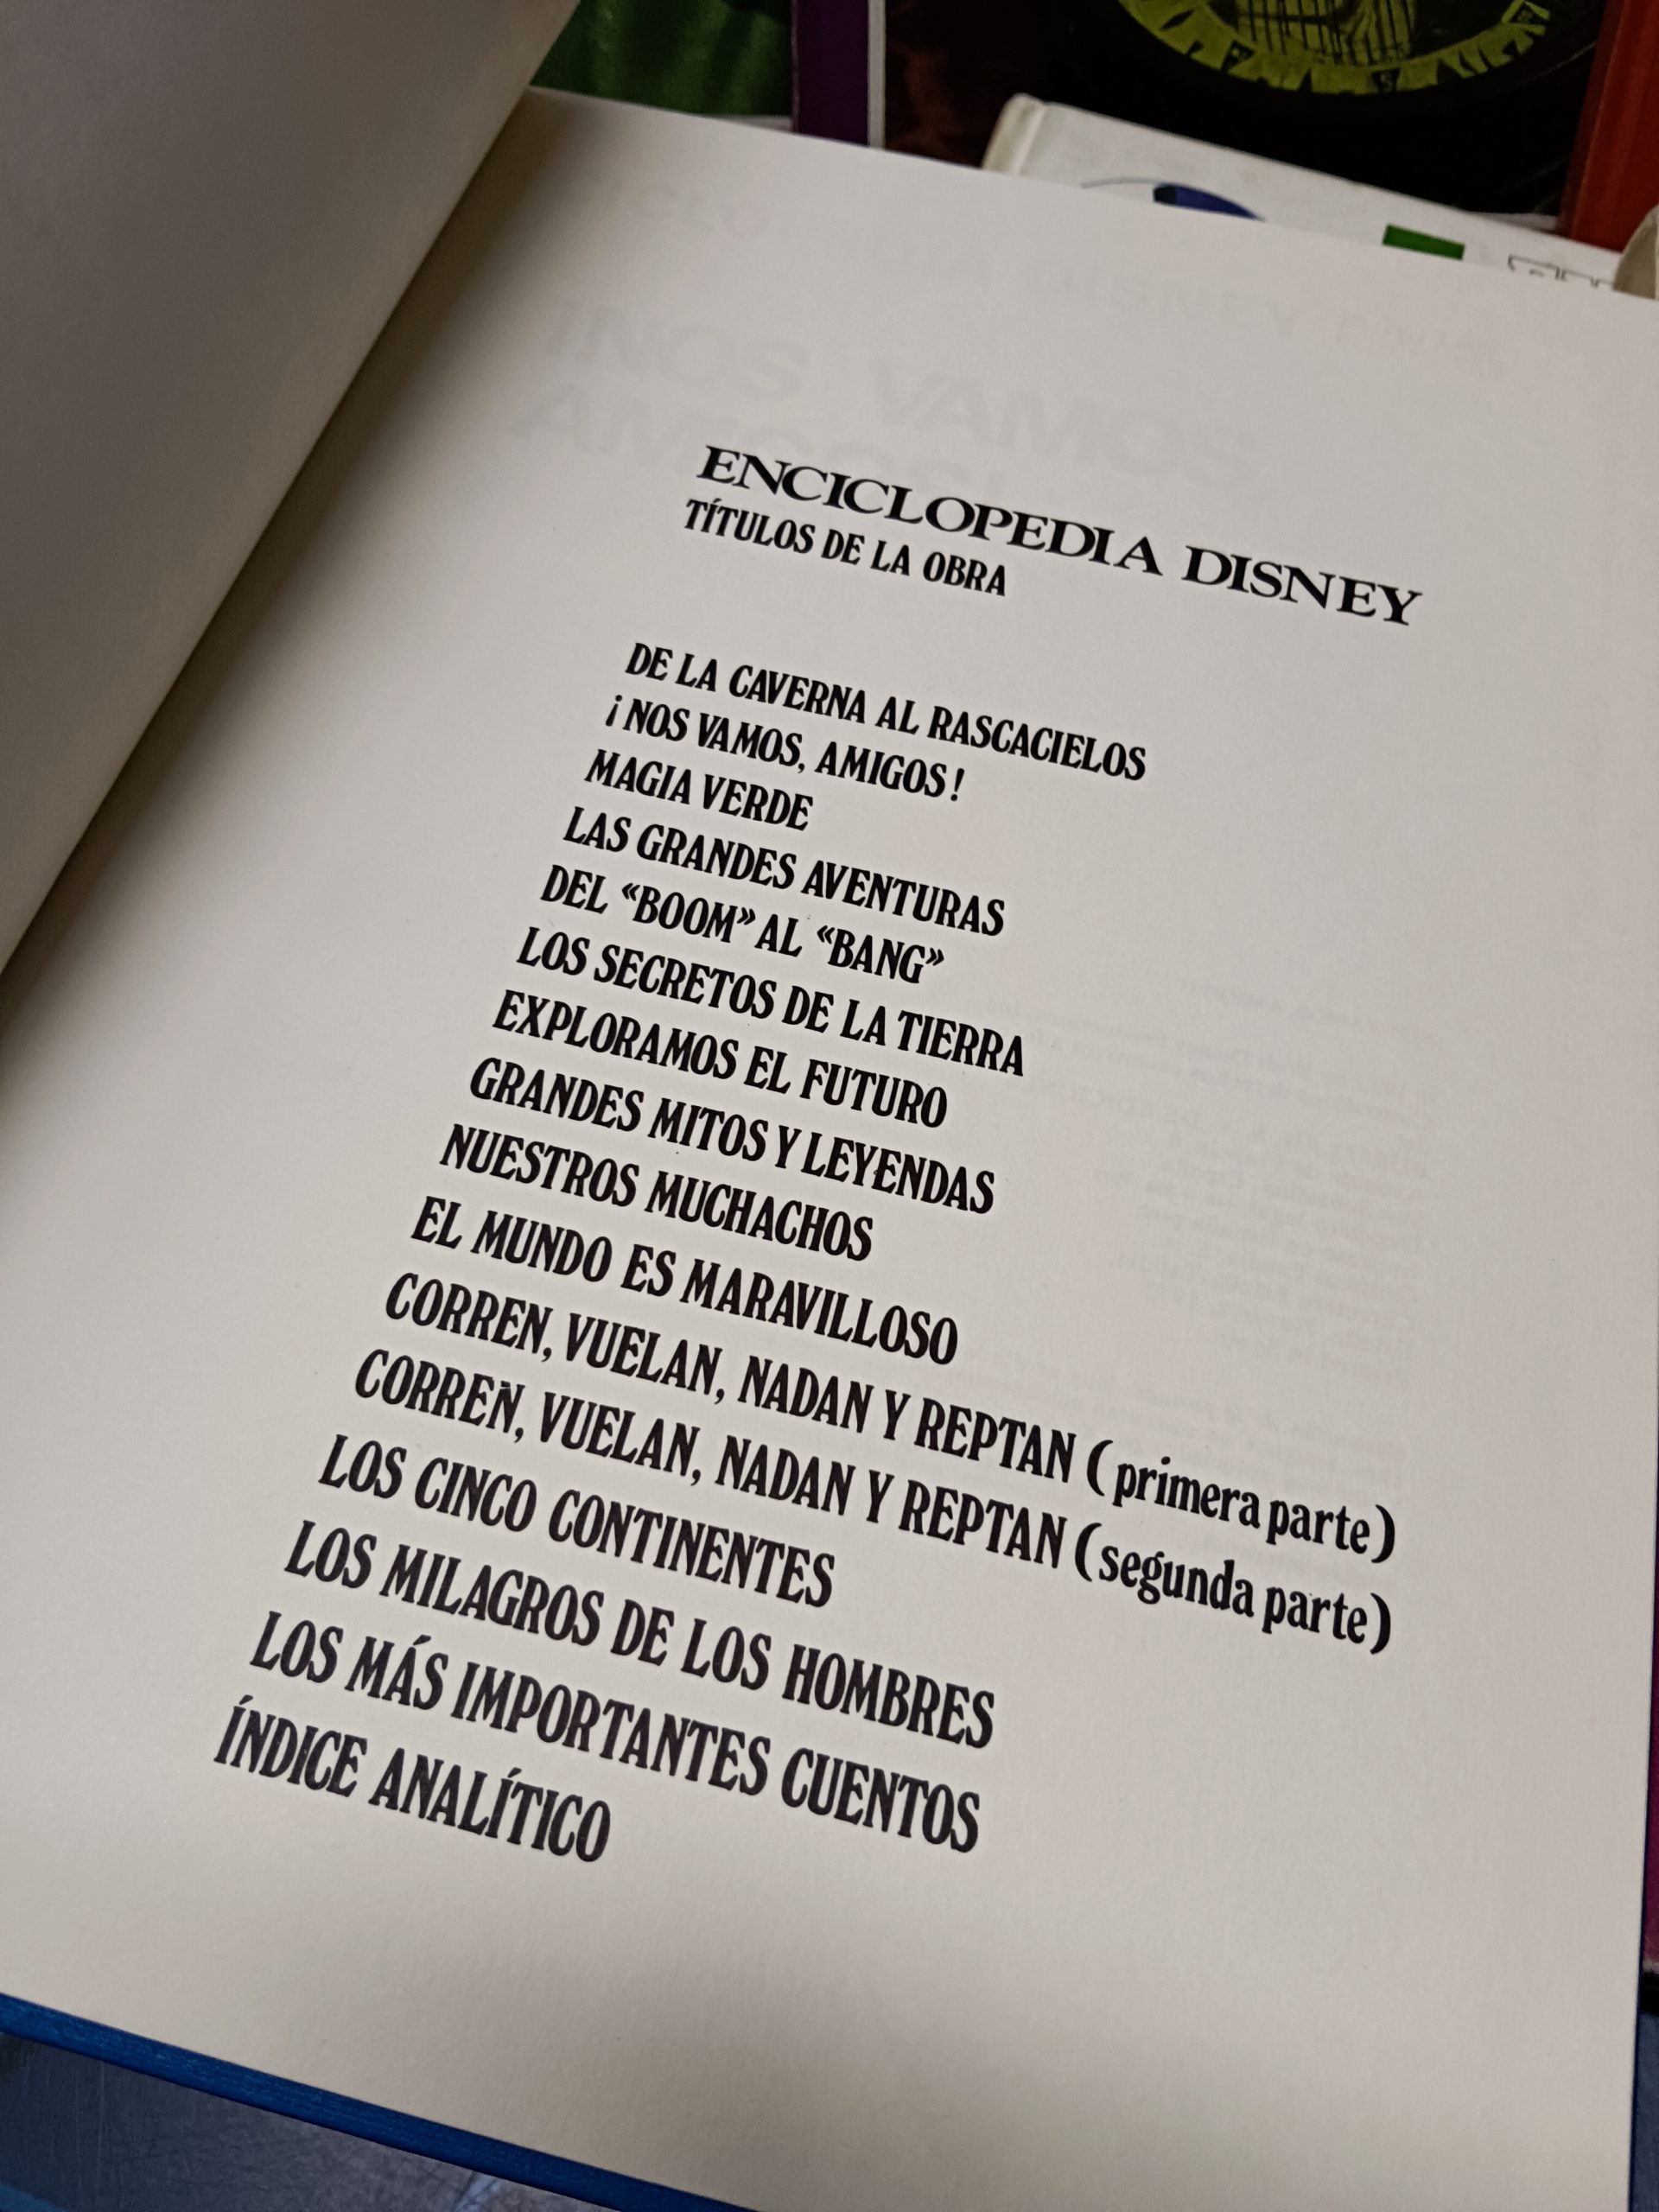 ENCICLOPEDIA DISNEY
TÍTULOS DE LA OBRA
DE LA CAVERNA AL RASCACIELOS
¡NOS VAMOS, AMIGOS!
MAGIA VERDE
LAS GRANDES AVENTURAS
DEL «BOOM» AL «BANG»
LOS SECRETOS DE LA TIERRA
EXPLORAMOS EL FUTURO
GRANDES MITOS Y LEYENDAS
NUESTROS MUCHACHOS
EL MUNDO ES MARAVILLOSO
CORREN, VUELAN, NADAN Y REPTAN (primera parte)
CORREN, VUELAN, NADAN Y REPTAN (segunda parte)
LOS CINCO CONTINENTES
LOS MILAGROS DE LOS HOMBRES
LOS MÁS IMPORTANTES CUENTOS
ÍNDICE ANALÍTICO